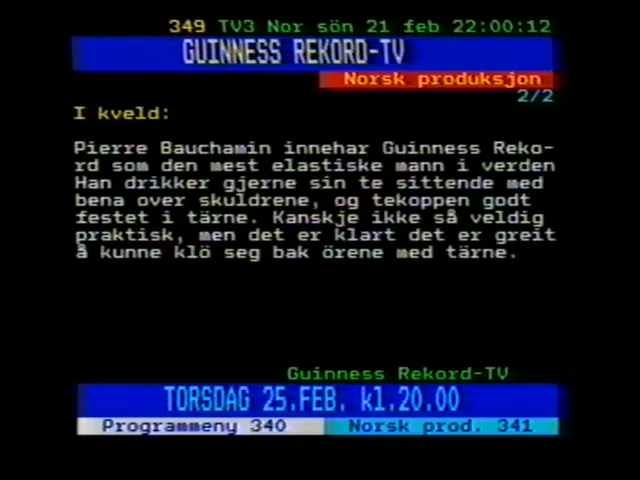 349 TV3 Nor sön 21 feb 22:00:12
GUINNESS REKORD-TV
Norsk produksjon
2/2
I kveld:
Pierre Bauchamin innehar Guinness Reko-
rd som den mest elastiske mann i verden
Han drikker gjerne sin te sittende med
bena over skuldrene, og tekoppen godt
festet i tärne. Kanskje ikke så veldig
praktisk, men det er klart det er greit
å kunne klö seg bak örene med tärne.
Guinness Rekord-TV
TORSDAG 25.FEB. kl.20.00
Programmeny 340 Norsk prod. 341